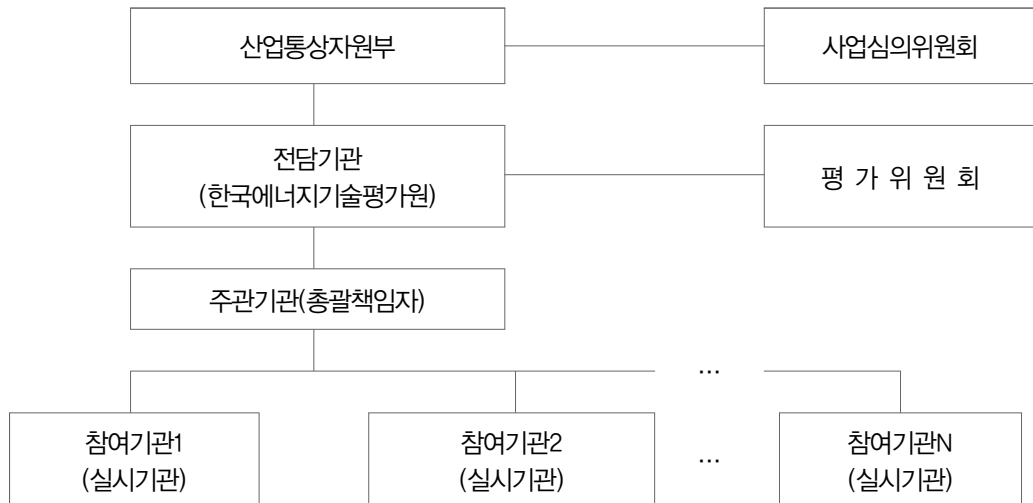 산업통상자원부
사업심의위원회
전담기관
(한국에너지기술평가원)
평 가 위 원 회
주관기관(총괄책임자)
...
참여기관1
(실시기관)
참여기관2
(실시기관)
...
참여기관N
(실시기관)